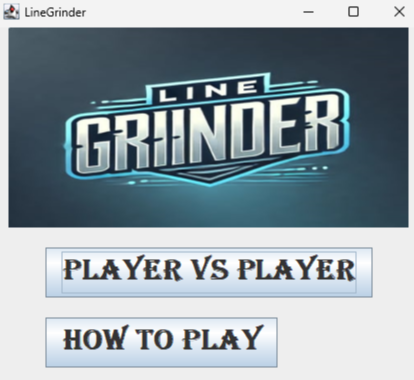 LineGrinder
LINE
GRIINDER
PLAYER VS PLAYER
HOW TO PLAY